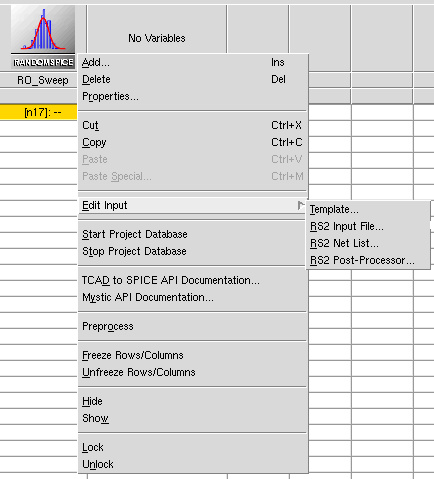 No Variables
RANDOMSPICE
RO_Sweep
[n17]: --
Add... Ins
Delete Del
Properties...
Cut Ctrl+X
Copy Ctrl+C
Paste Ctrl+V
Paste Special... Ctrl+M
Edit Input
Template...
RS2 Input File...
RS2 Net List...
RS2 Post-Processor...
Start Project Database
Stop Project Database
TCAD to SPICE API Documentation...
Mystic API Documentation...
Preprocess
Freeze Rows/Columns
Unfreeze Rows/Columns
Hide
Show
Lock
Unlock